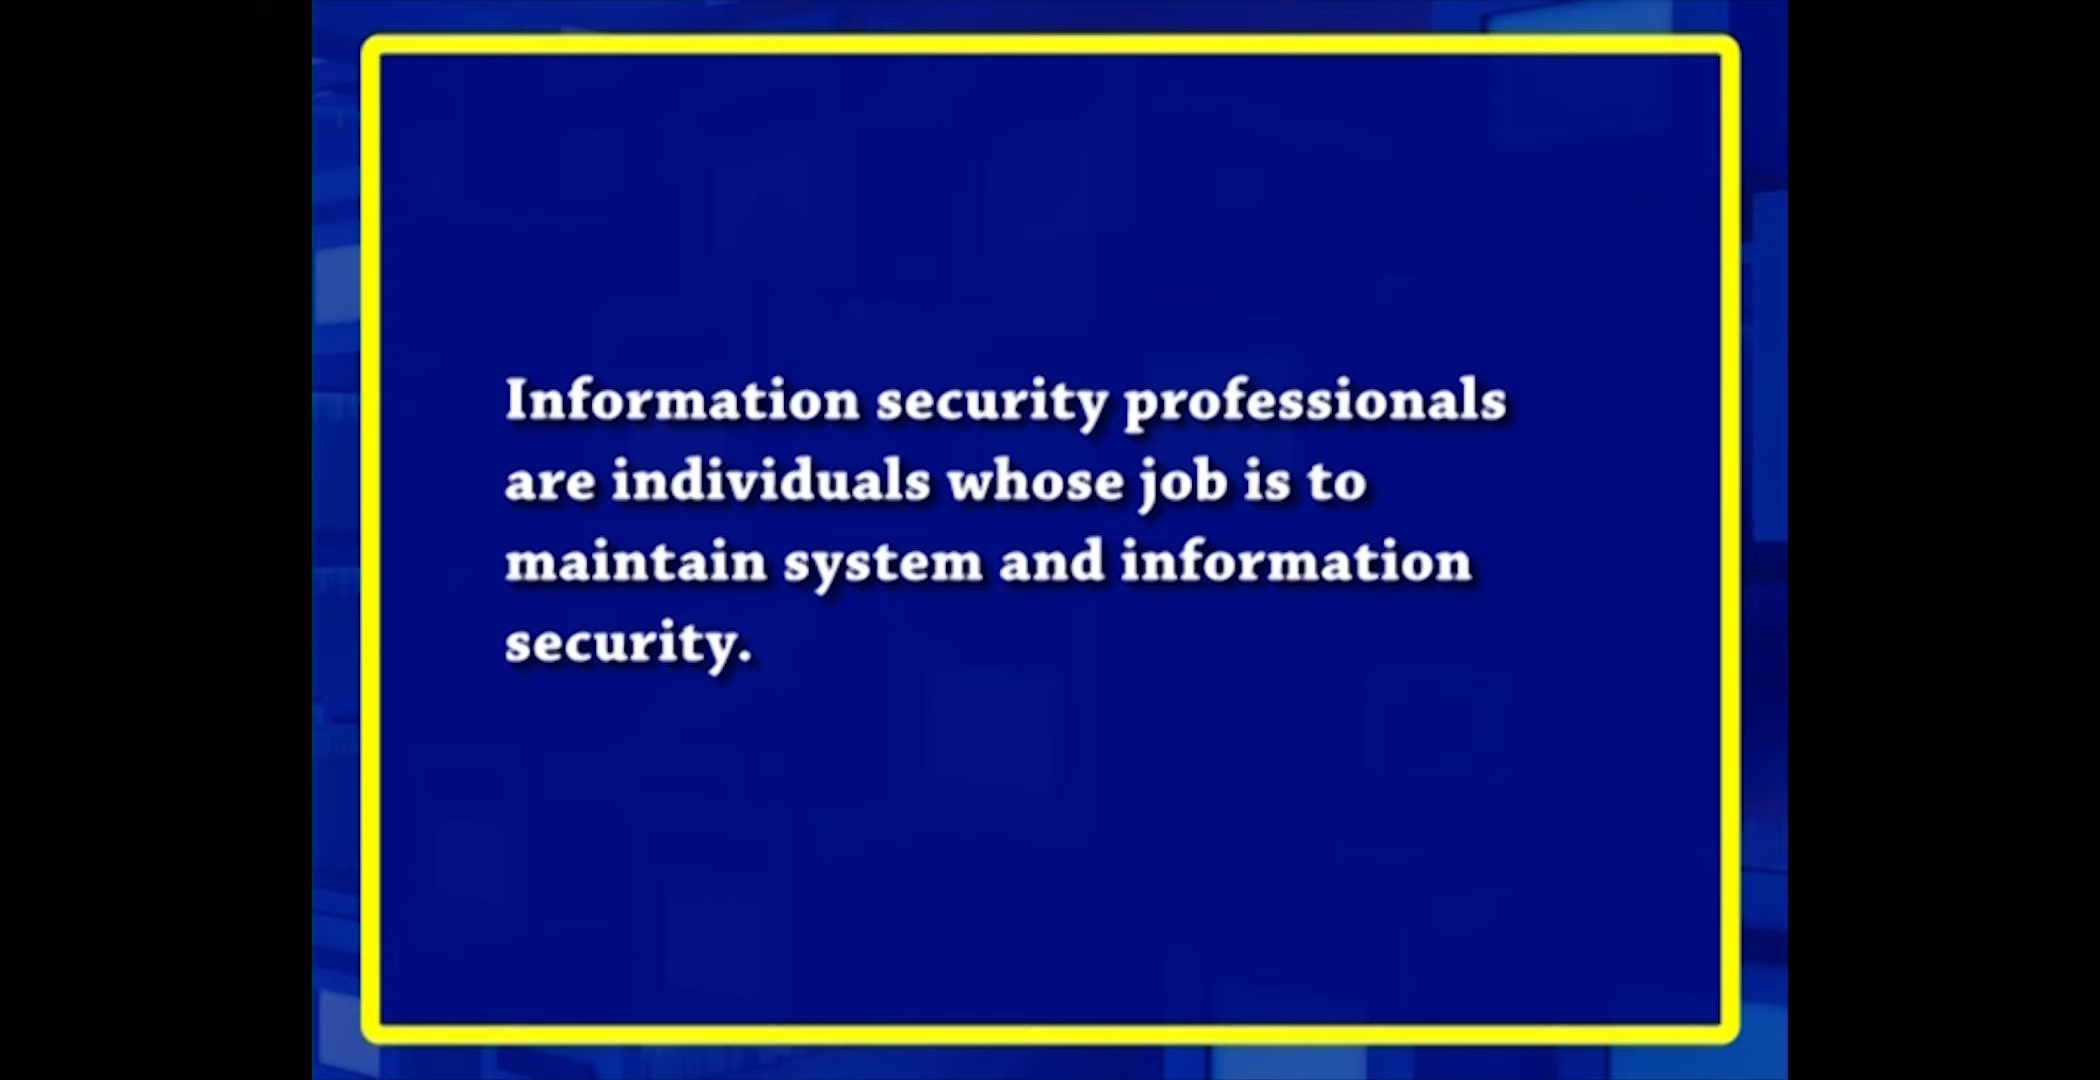 Information security professionals
are individuals whose job is to
maintain system and information
security.